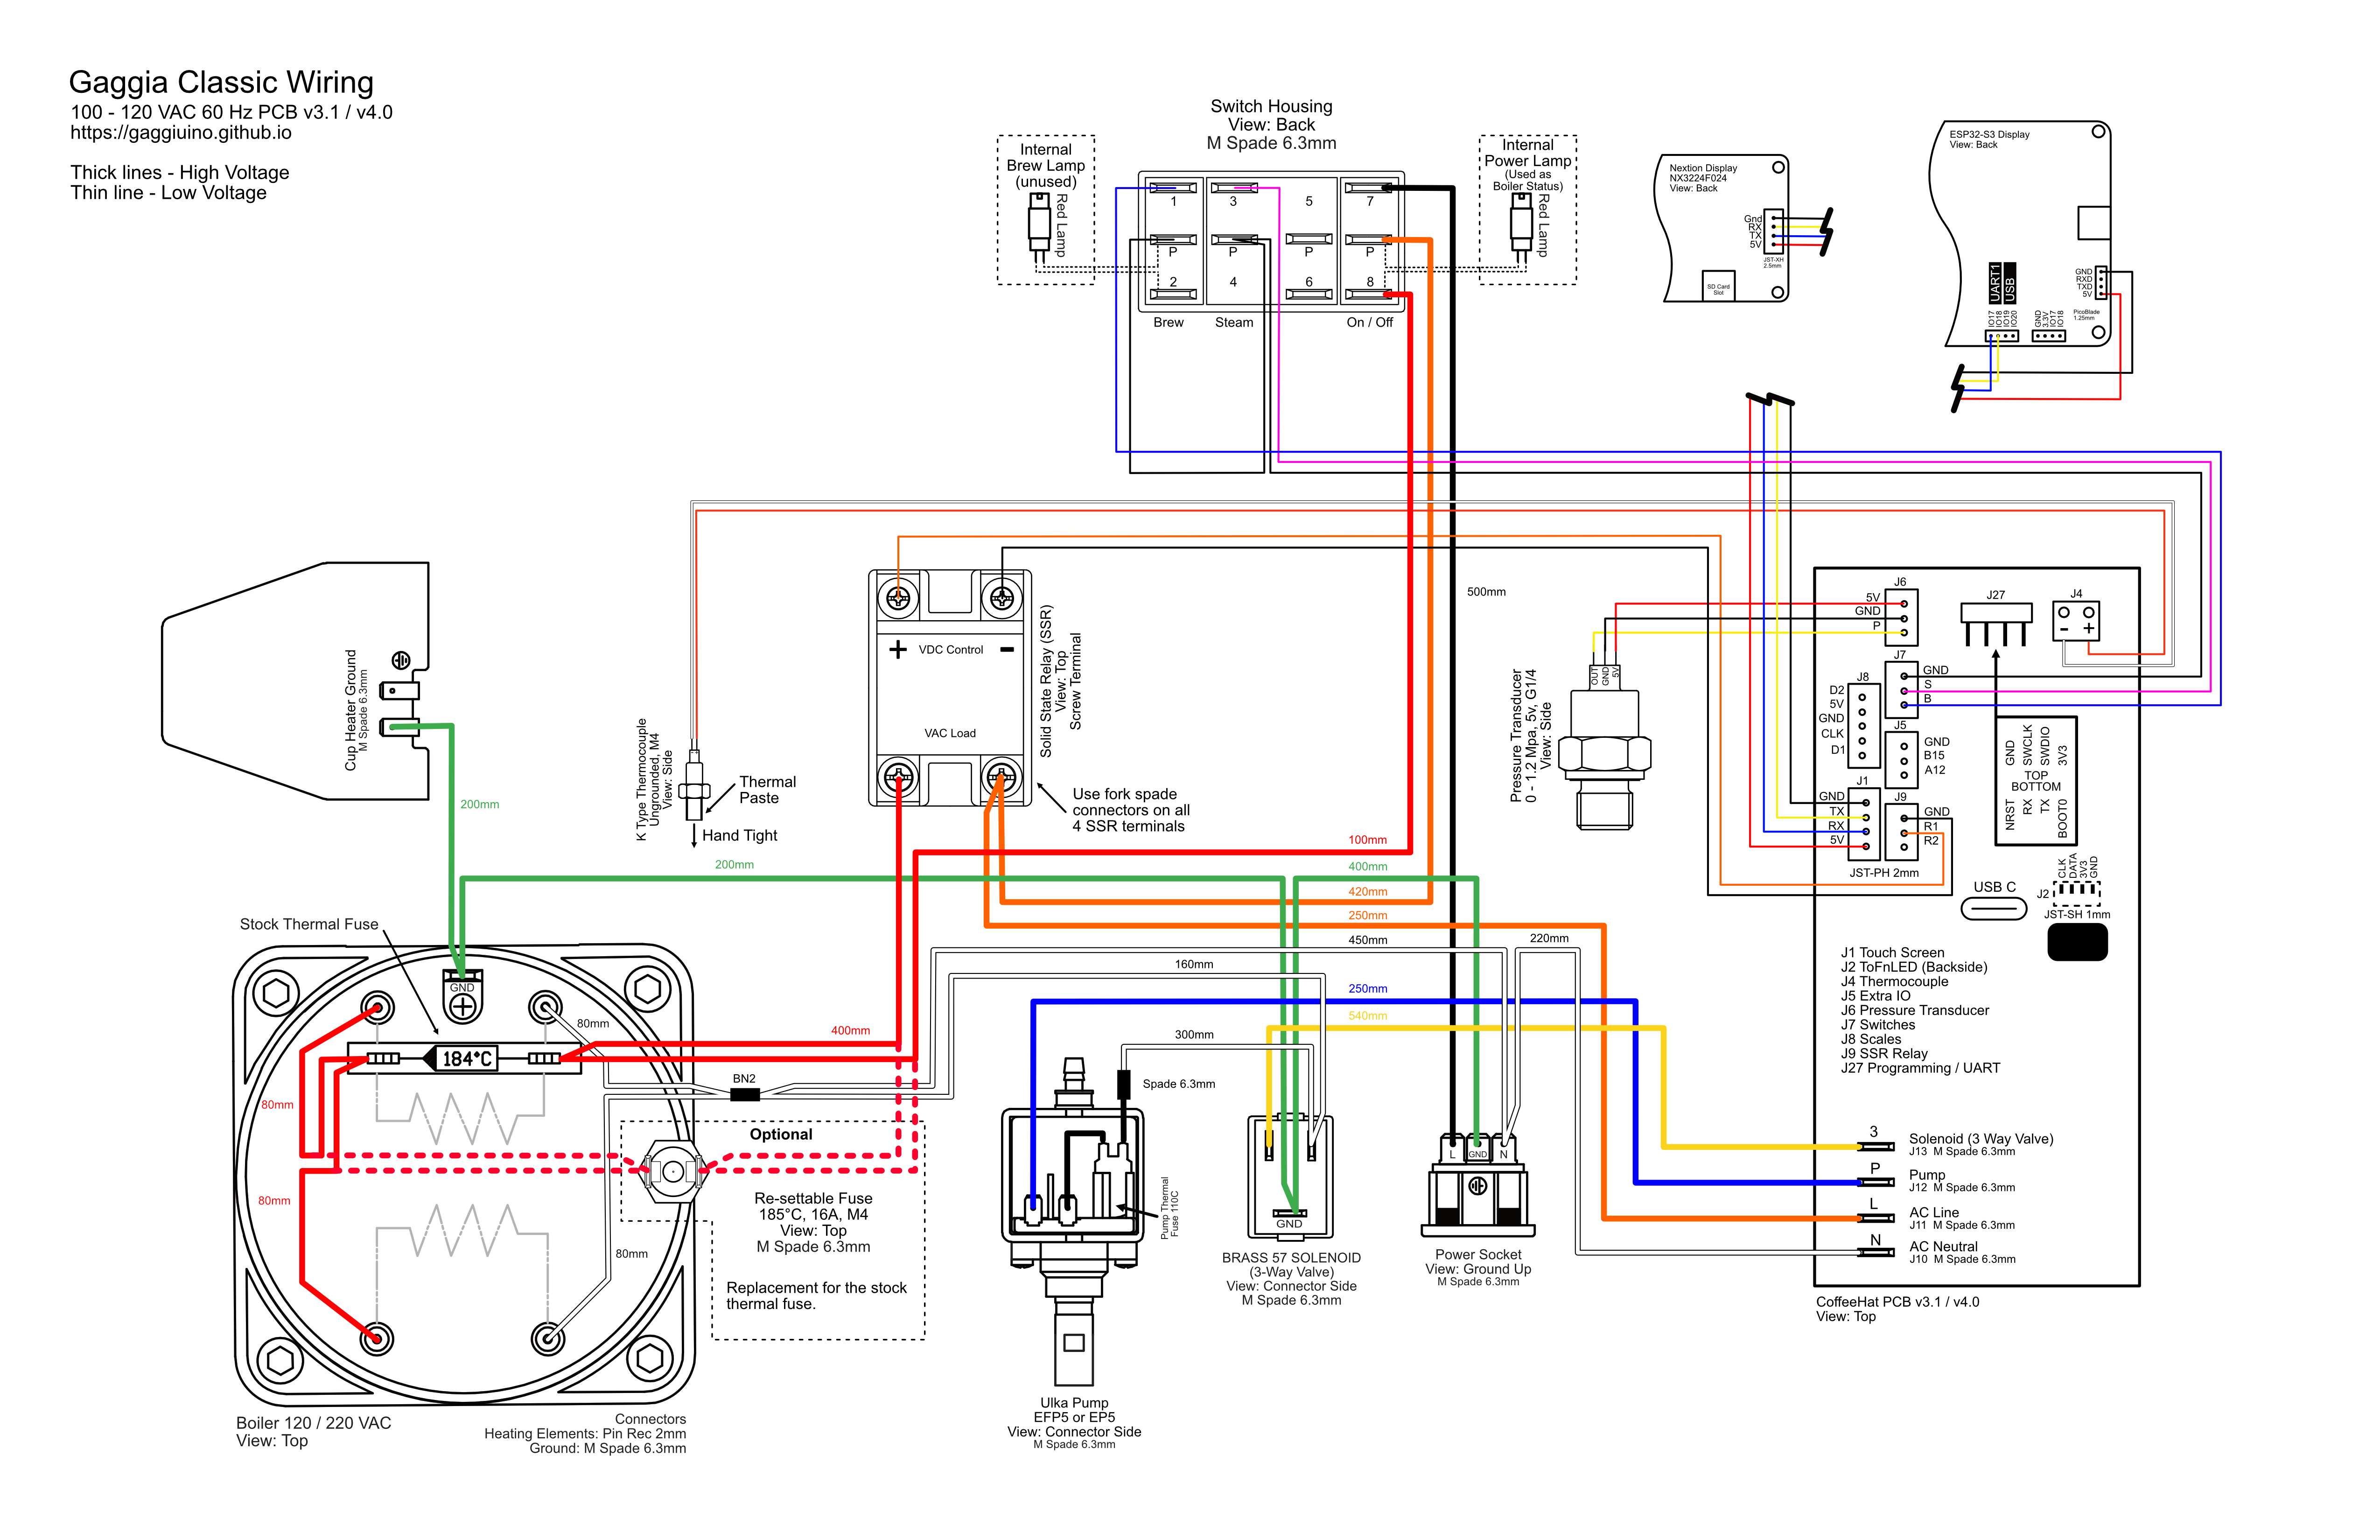 Gaggia Classic Wiring
100 - 120 VAC 60 Hz PCB v3.1 / v4.0
https://gaggiuino.github.io
Thick lines - High Voltage
Thin line - Low Voltage
Switch Housing
View: Back
M Spade 6.3mm
Internal
Brew Lamp
(unused)
Red Lamp
1
P
2
Brew
3
P
4
Steam
5
P
6
7
P
8
On / Off
Internal
Power Lamp
(Used as
Boiler Status)
Red Lamp
Nextion Display
NX3224F024
View: Back
Gnd
RX
TX
5V
JST-XH
2.5mm
SD Card
Slot
ESP32-S3 Display
View: Back
GND
RXD
TXD
5V
PicoBlade
1.25mm
UART1
USB
IO17
IO18
IO19
IO20
GND
3.3V
IO17
IO18
Cup Heater Ground
M Spade 6.3mm
200mm
K Type Thermocouple
Ungrounded, M4
View: Side
Thermal
Paste
Hand Tight
+ VDC Control -
VAC Load
Solid State Relay (SSR)
View: Top
Screw Terminal
Use fork spade
connectors on all
4 SSR terminals
500mm
OUT
GND
5V
Pressure Transducer
0 - 1.2 Mpa, 5v, G1/4
View: Side
J6
5V
GND
P
J27
J4
- +
J7
GND
S
B
J8
D2
5V
GND
CLK
D1
J5
GND
B15
A12
J1
GND
TX
RX
5V
J9
GND
R1
R2
JST-PH 2mm
GND
SWCLK
SWDIO
3V3
TOP
BOTTOM
NRST
RX
TX
BOOT0
USB C
CLK
DATA
3V3
GND
J2
JST-SH 1mm
J1 Touch Screen
J2 ToFnLED (Backside)
J4 Thermocouple
J5 Extra IO
J6 Pressure Transducer
J7 Switches
J8 Scales
J9 SSR Relay
J27 Programming / UART
3
Solenoid (3 Way Valve)
J13 M Spade 6.3mm
P
Pump
J12 M Spade 6.3mm
L
AC Line
J11 M Spade 6.3mm
N
AC Neutral
J10 M Spade 6.3mm
CoffeeHat PCB v3.1 / v4.0
View: Top
200mm
100mm
400mm
420mm
250mm
450mm
220mm
160mm
250mm
540mm
300mm
400mm
Stock Thermal Fuse
GND
184°C
80mm
80mm
80mm
80mm
BN2
Optional
Re-settable Fuse
185°C, 16A, M4
View: Top
M Spade 6.3mm
Replacement for the stock
thermal fuse.
Boiler 120 / 220 VAC
View: Top
Connectors
Heating Elements: Pin Rec 2mm
Ground: M Spade 6.3mm
Spade 6.3mm
Pump Thermal
Fuse 110C
Ulka Pump
EFP5 or EP5
View: Connector Side
M Spade 6.3mm
GND
BRASS 57 SOLENOID
(3-Way Valve)
View: Connector Side
M Spade 6.3mm
L
GND
N
Power Socket
View: Ground Up
M Spade 6.3mm